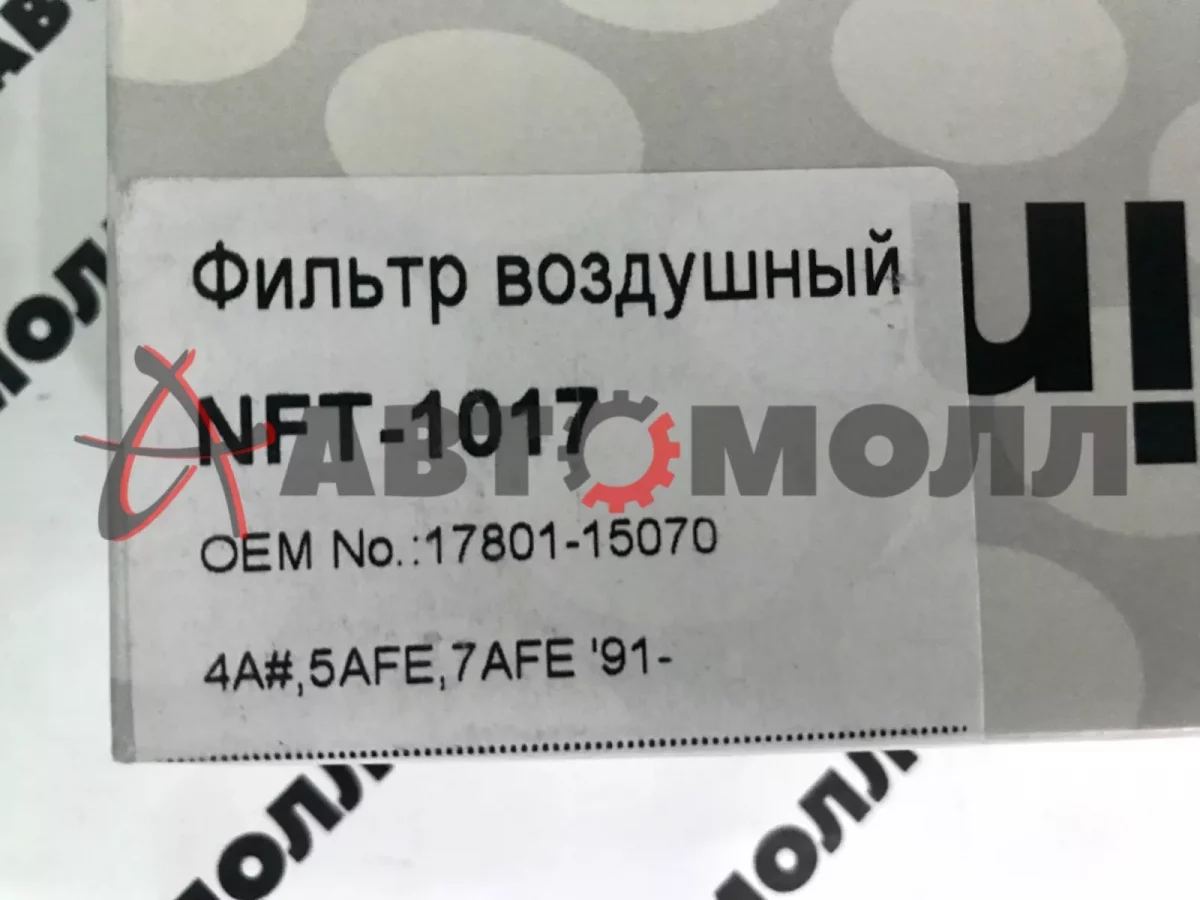 Фильтр воздушный
NFT-1017
АВТОМОЛЛ
OEM No.:17801-15070
4A#,5AFE,7AFE '91-